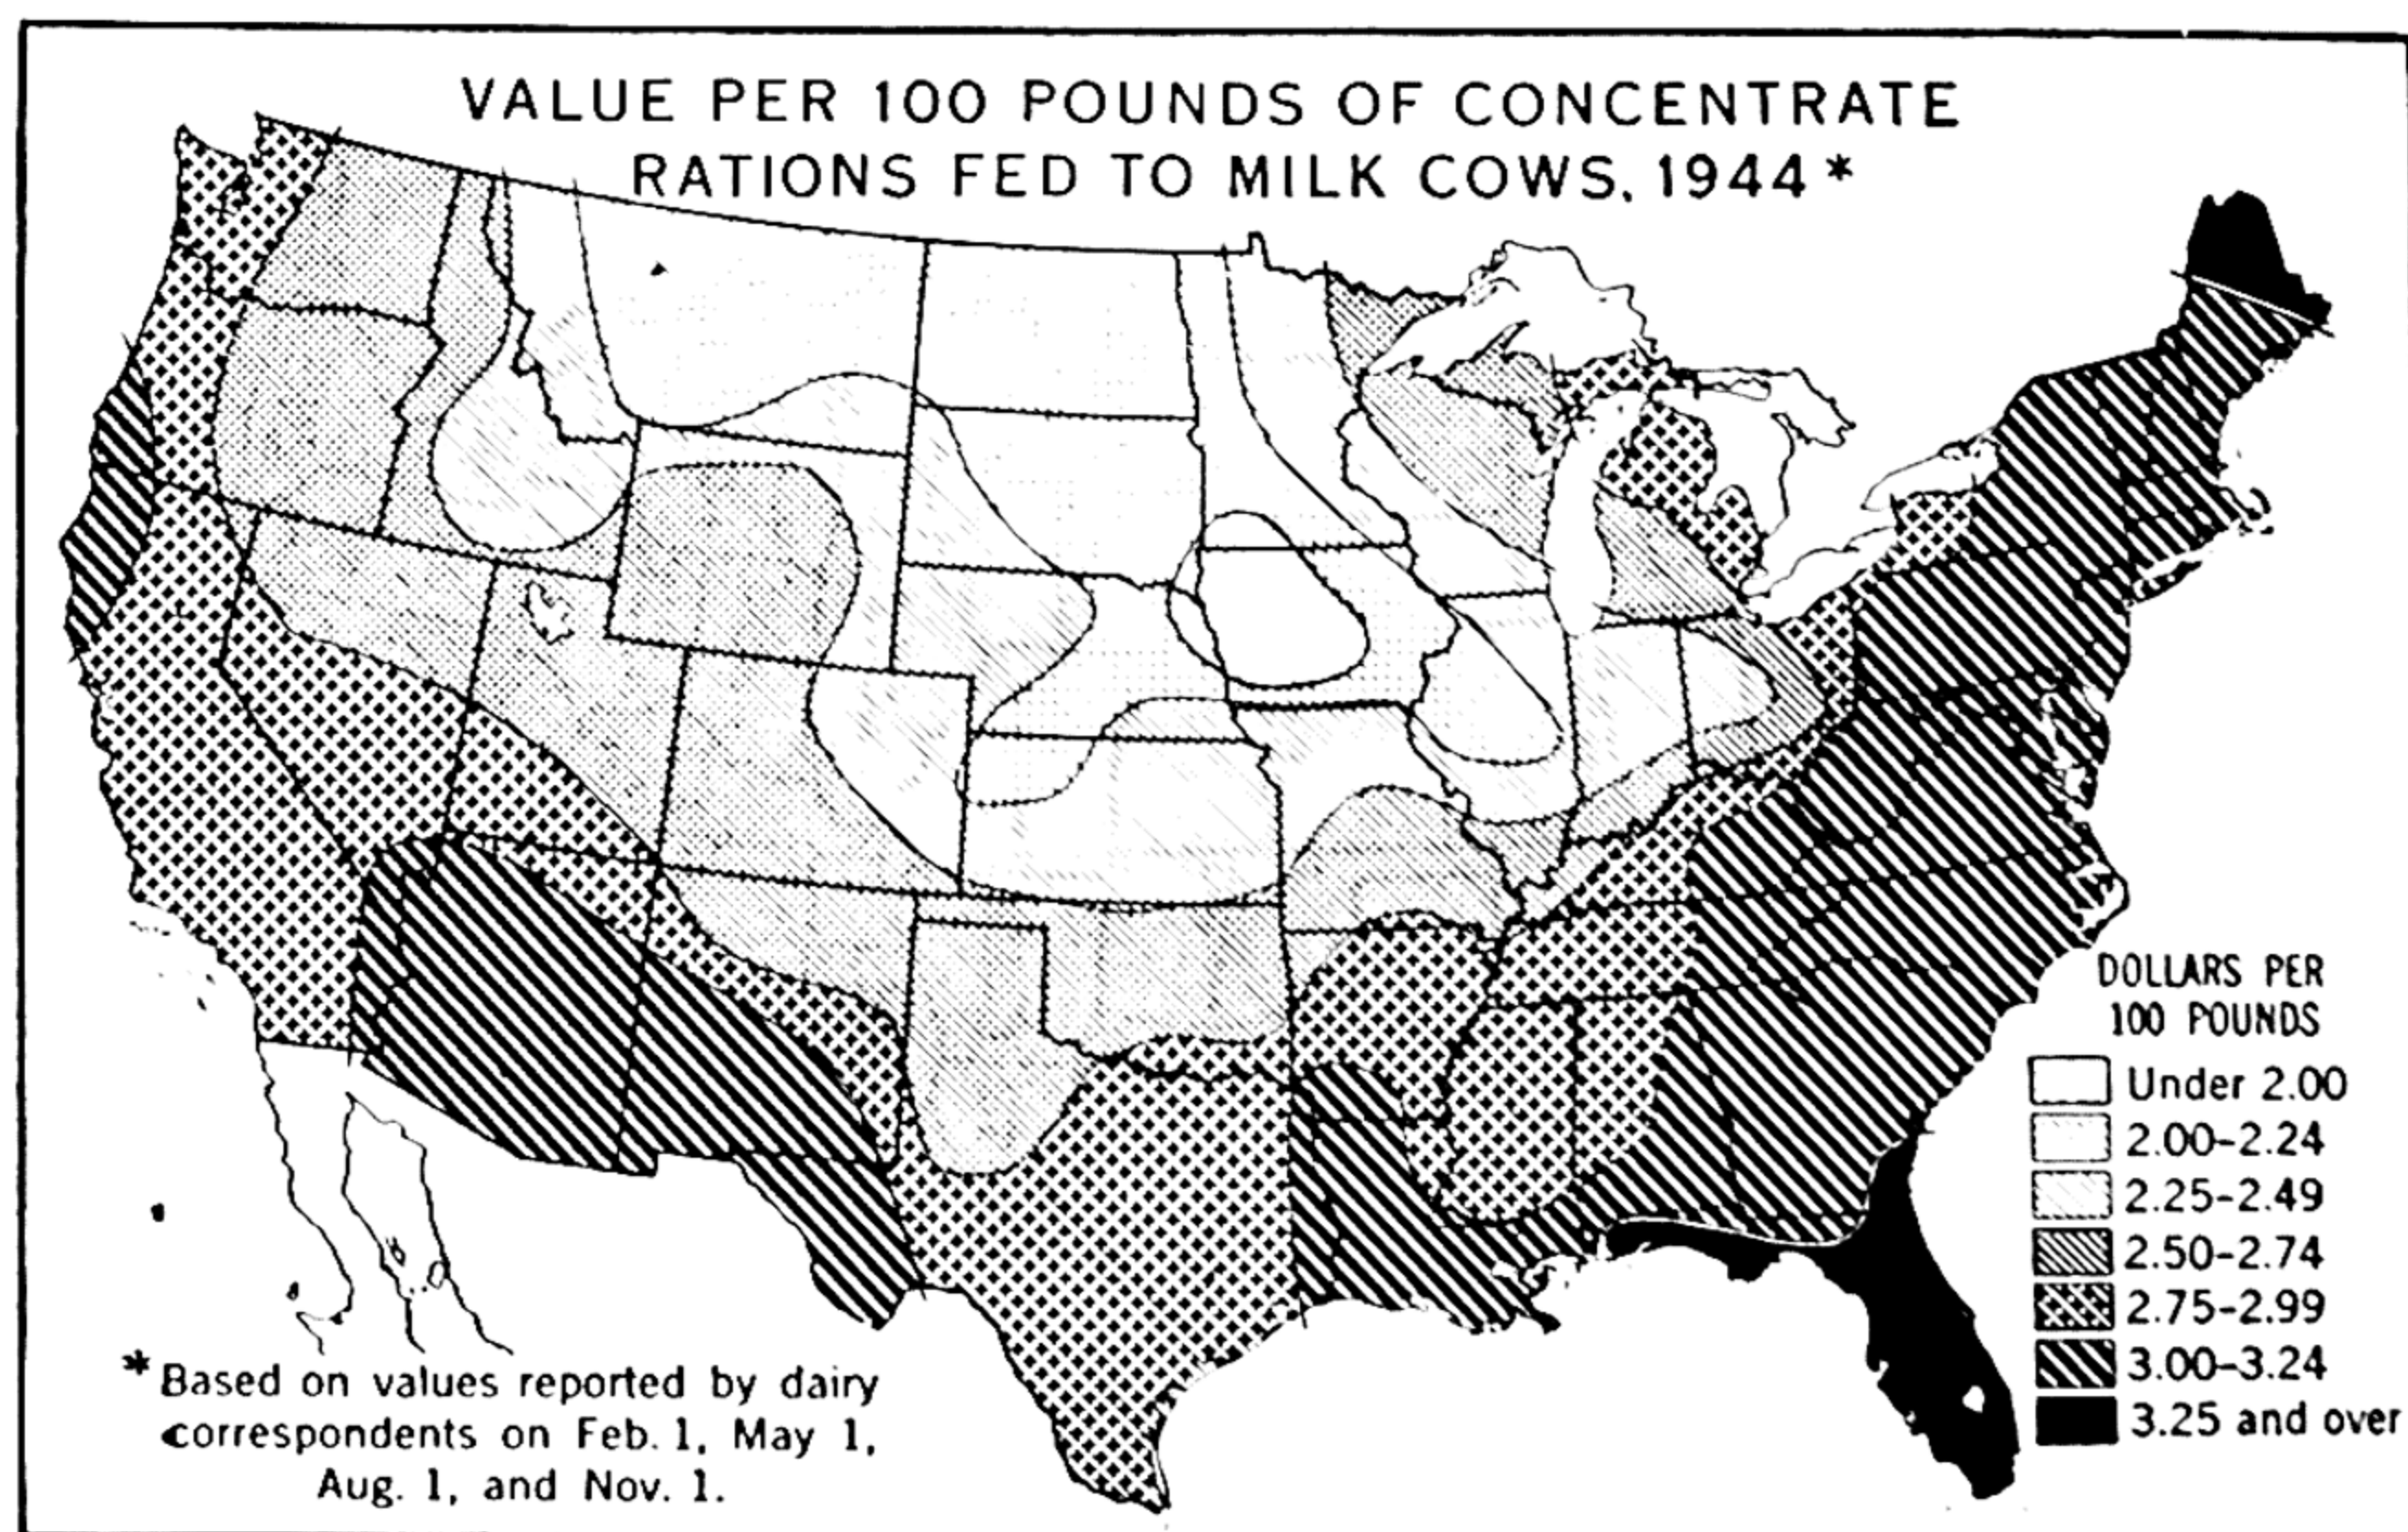 VALUE PER 100 POUNDS OF CONCENTRATE
RATIONS FED TO MILK COWS, 1944*
DOLLARS PER
100 POUNDS
Under 2.00
2.00-2.24
2.25-2.49
2.50-2.74
2.75-2.99
3.00-3.24
3.25 and over
* Based on values reported by dairy
correspondents on Feb. 1, May 1,
Aug. 1, and Nov. 1.